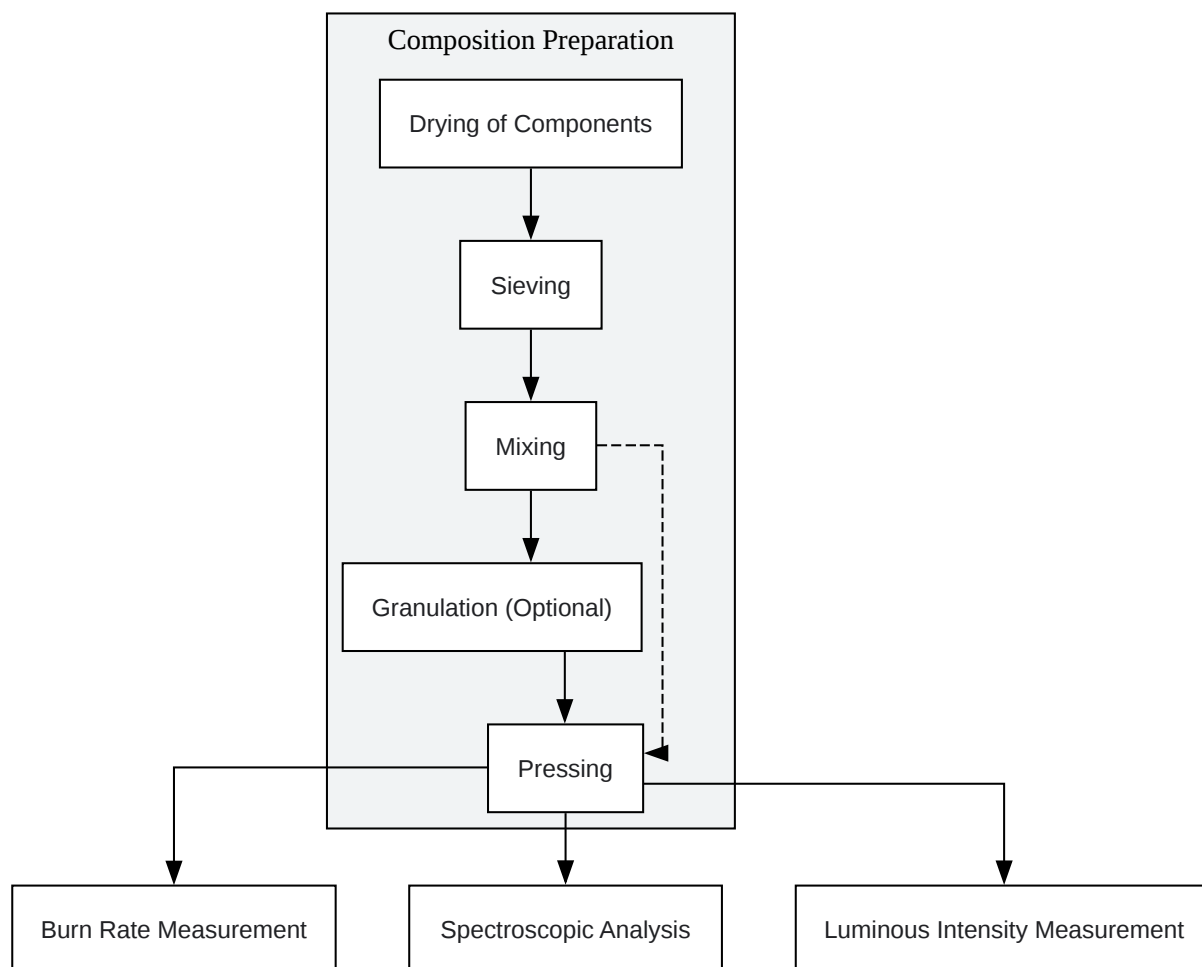 Composition Preparation
Drying of Components
Sieving
Mixing
Granulation (Optional)
Pressing
Burn Rate Measurement
Spectroscopic Analysis
Luminous Intensity Measurement